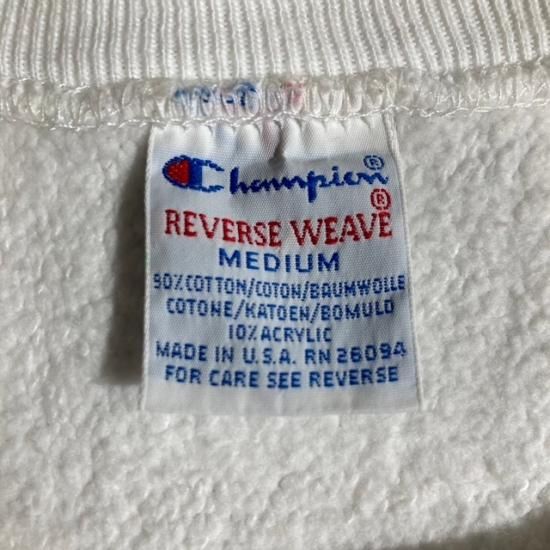 Champion®
REVERSE WEAVE®
MEDIUM
90% COTTON/COTON/BAUMWOLLE
COTONE/KATOEN/BOMULD
10% ACRYLIC
MADE IN U.S.A. RN 26094
FOR CARE SEE REVERSE